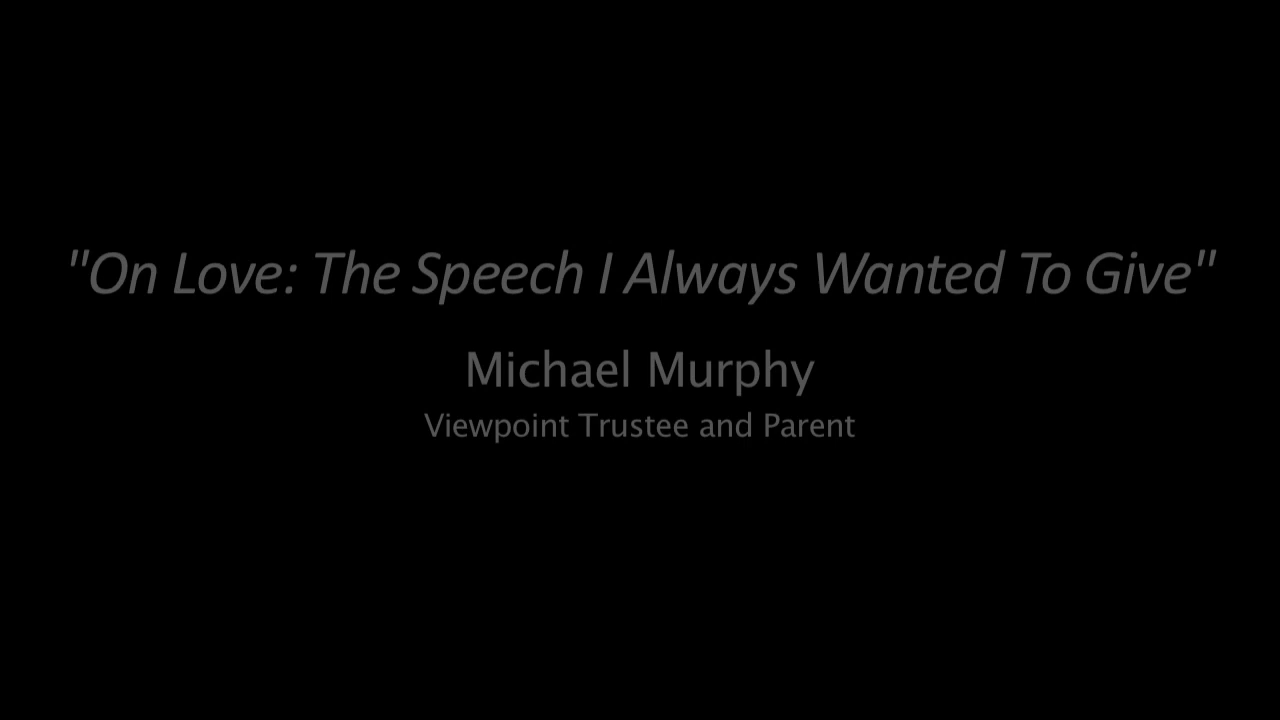 "On Love: The Speech I Always Wanted To Give"
Michael Murphy
Viewpoint Trustee and Parent